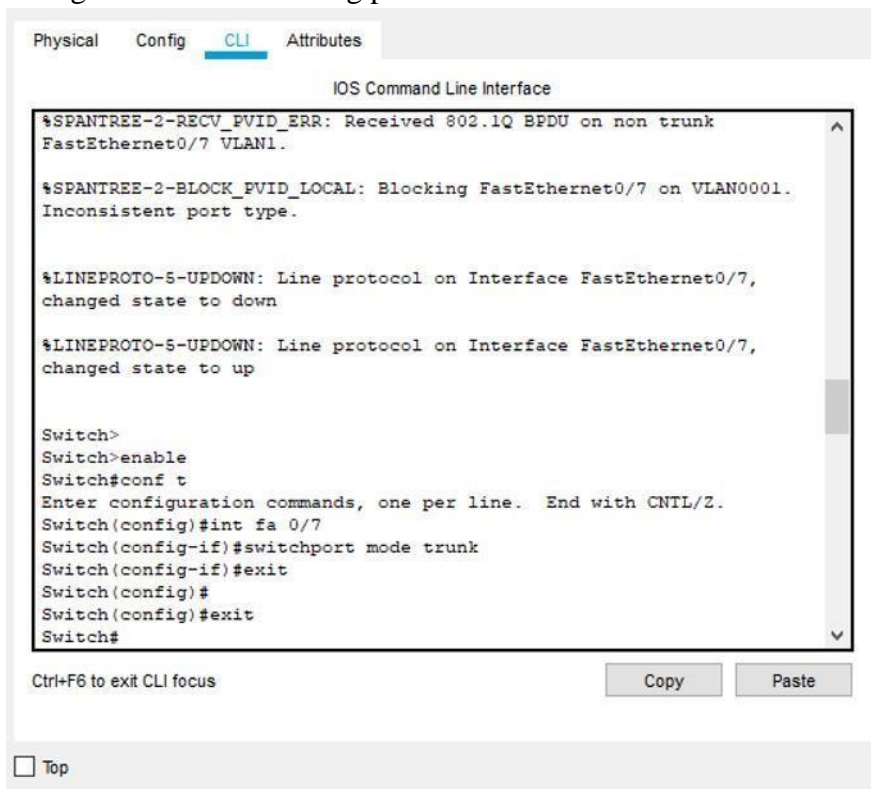 Physical Config CLI Attributes
IOS Command Line Interface
%SPANTREE-2-RECV_PVID_ERR: Received 802.1Q BPDU on non trunk
FastEthernet0/7 VLAN1.
%SPANTREE-2-BLOCK_PVID_LOCAL: Blocking FastEthernet0/7 on VLAN0001.
Inconsistent port type.
%LINEPROTO-5-UPDOWN: Line protocol on Interface FastEthernet0/7,
changed state to down
%LINEPROTO-5-UPDOWN: Line protocol on Interface FastEthernet0/7,
changed state to up
Switch>
Switch>enable
Switch#conf t
Enter configuration commands, one per line. End with CNTL/Z.
Switch(config)#int fa 0/7
Switch(config-if)#switchport mode trunk
Switch(config-if)#exit
Switch(config)#
Switch(config)#exit
Switch#
Ctrl+F6 to exit CLI focus
Copy Paste
Top